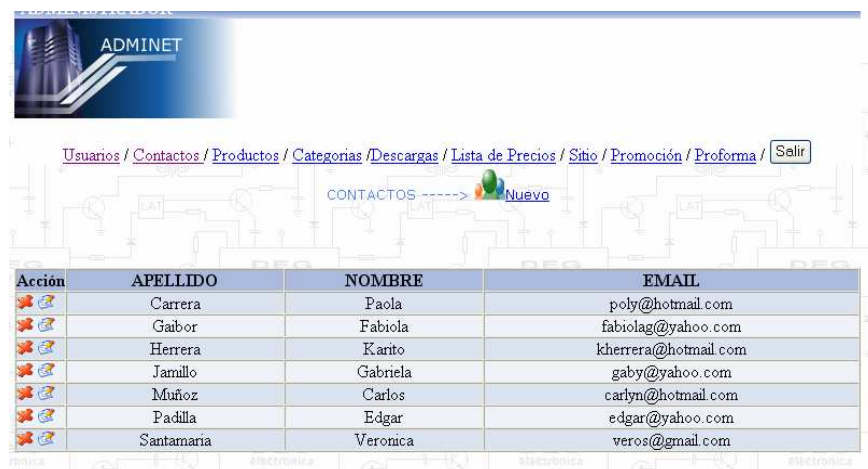 ADMINISTRADOR
ADMINET
Usuarios / Contactos / Productos / Categorias /Descargas / Lista de Precios / Sitio / Promoción / Proforma / Salir
CONTACTOS -----> Nuevo
Acción APELLIDO NOMBRE EMAIL
Carrera Paola poly@hotmail.com
Gaibor Fabiola fabiolag@yahoo.com
Herrera Karito kherrera@hotmail.com
Jamillo Gabriela gaby@yahoo.com
Muñoz Carlos carlyn@hotmail.com
Padilla Edgar edgar@yahoo.com
Santamaria Veronica veros@gmail.com